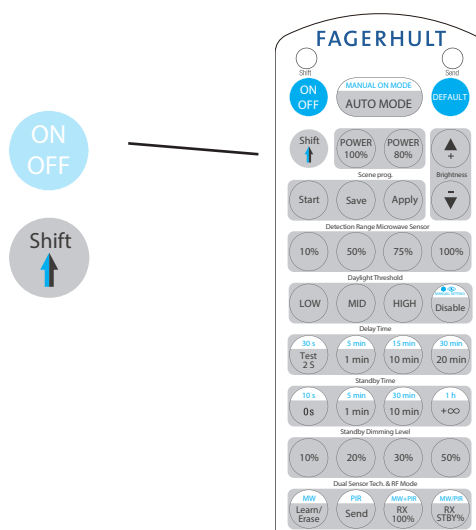 FAGERHULT
Shift
Send
ON
OFF
MANUAL ON MODE
AUTO MODE
DEFAULT
ON
OFF
Shift
Shift
POWER
100%
POWER
80%
+
Brightness
-
Scene prog.
Start
Save
Apply
Detection Range Microwave Sensor
10%
50%
75%
100%
Daylight Threshold
LOW
MID
HIGH
Disable
Delay Time
30 s
Test
2 S
5 min
1 min
15 min
10 min
30 min
20 min
Standby Time
10 s
0s
5 min
1 min
30 min
10 min
1 h
+∞
Standby Dimming Level
10%
20%
30%
50%
Dual Sensor Tech. & RF Mode
MW
Learn/
Erase
PIR
Send
MW+PIR
RX
100%
MW/PIR
RX
STBY%